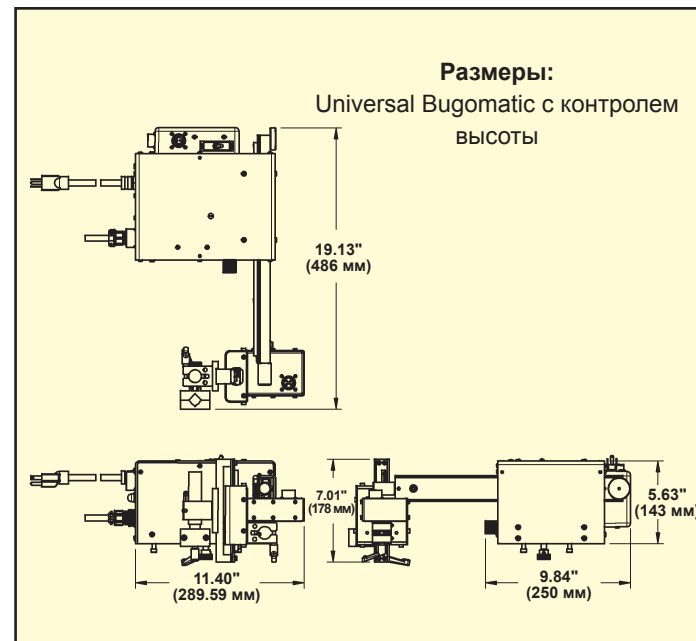 Размеры:
Universal Bugomatic с контролем
высоты
19.13"
(486 мм)
7.01"
(178 мм)
5.63"
(143 мм)
11.40"
(289.59 мм)
9.84"
(250 мм)